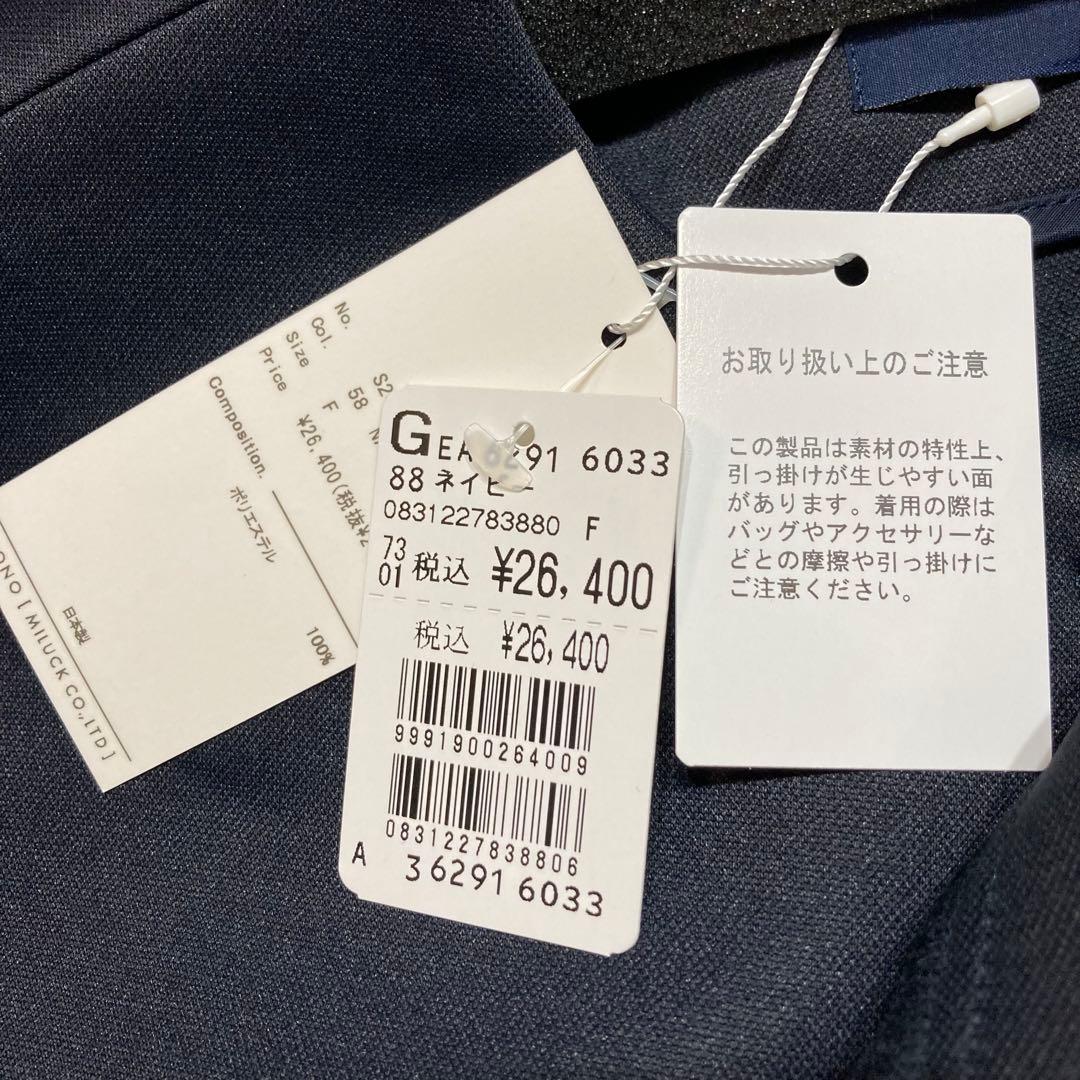 No. S2
Col. 58 N
Size F
Price ¥26,400(税抜¥2
Composition.
ポリエステル 100%
日本製
ONO [ MILUCK CO.,LTD ]
GEA 6291 6033
88 ネイビー
083122783880 F
73
01 税込 ¥26,400
税込 ¥26,400
9991900264009
0831227838806
A 36291 6033
お取り扱い上のご注意
この製品は素材の特性上、
引っ掛けが生じやすい面
があります。着用の際は
バッグやアクセサリーな
どとの摩擦や引っ掛けに
ご注意ください。